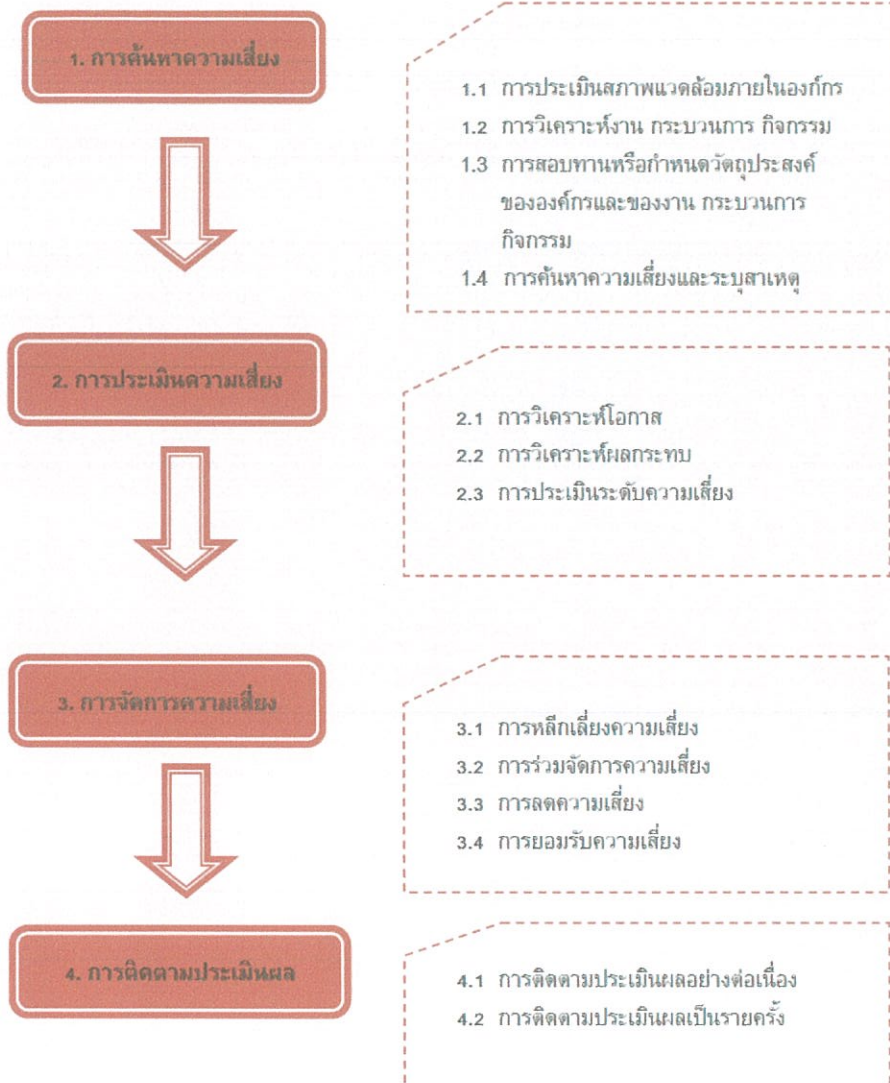 1. การค้นหาความเสี่ยง
1.1 การประเมินสภาพแวดล้อมภายในองค์กร
1.2 การวิเคราะห์งาน กระบวนการ กิจกรรม
1.3 การสอบทานหรือกำหนดวัตถุประสงค์
ขององค์กรและของงาน กระบวนการ
กิจกรรม
1.4 การค้นหาความเสี่ยงและระบุสาเหตุ
2. การประเมินความเสี่ยง
2.1 การวิเคราะห์โอกาส
2.2 การวิเคราะห์ผลกระทบ
2.3 การประเมินระดับความเสี่ยง
3. การจัดการความเสี่ยง
3.1 การหลีกเลี่ยงความเสี่ยง
3.2 การร่วมจัดการความเสี่ยง
3.3 การลดความเสี่ยง
3.4 การยอมรับความเสี่ยง
4. การติดตามประเมินผล
4.1 การติดตามประเมินผลอย่างต่อเนื่อง
4.2 การติดตามประเมินผลเป็นรายครั้ง